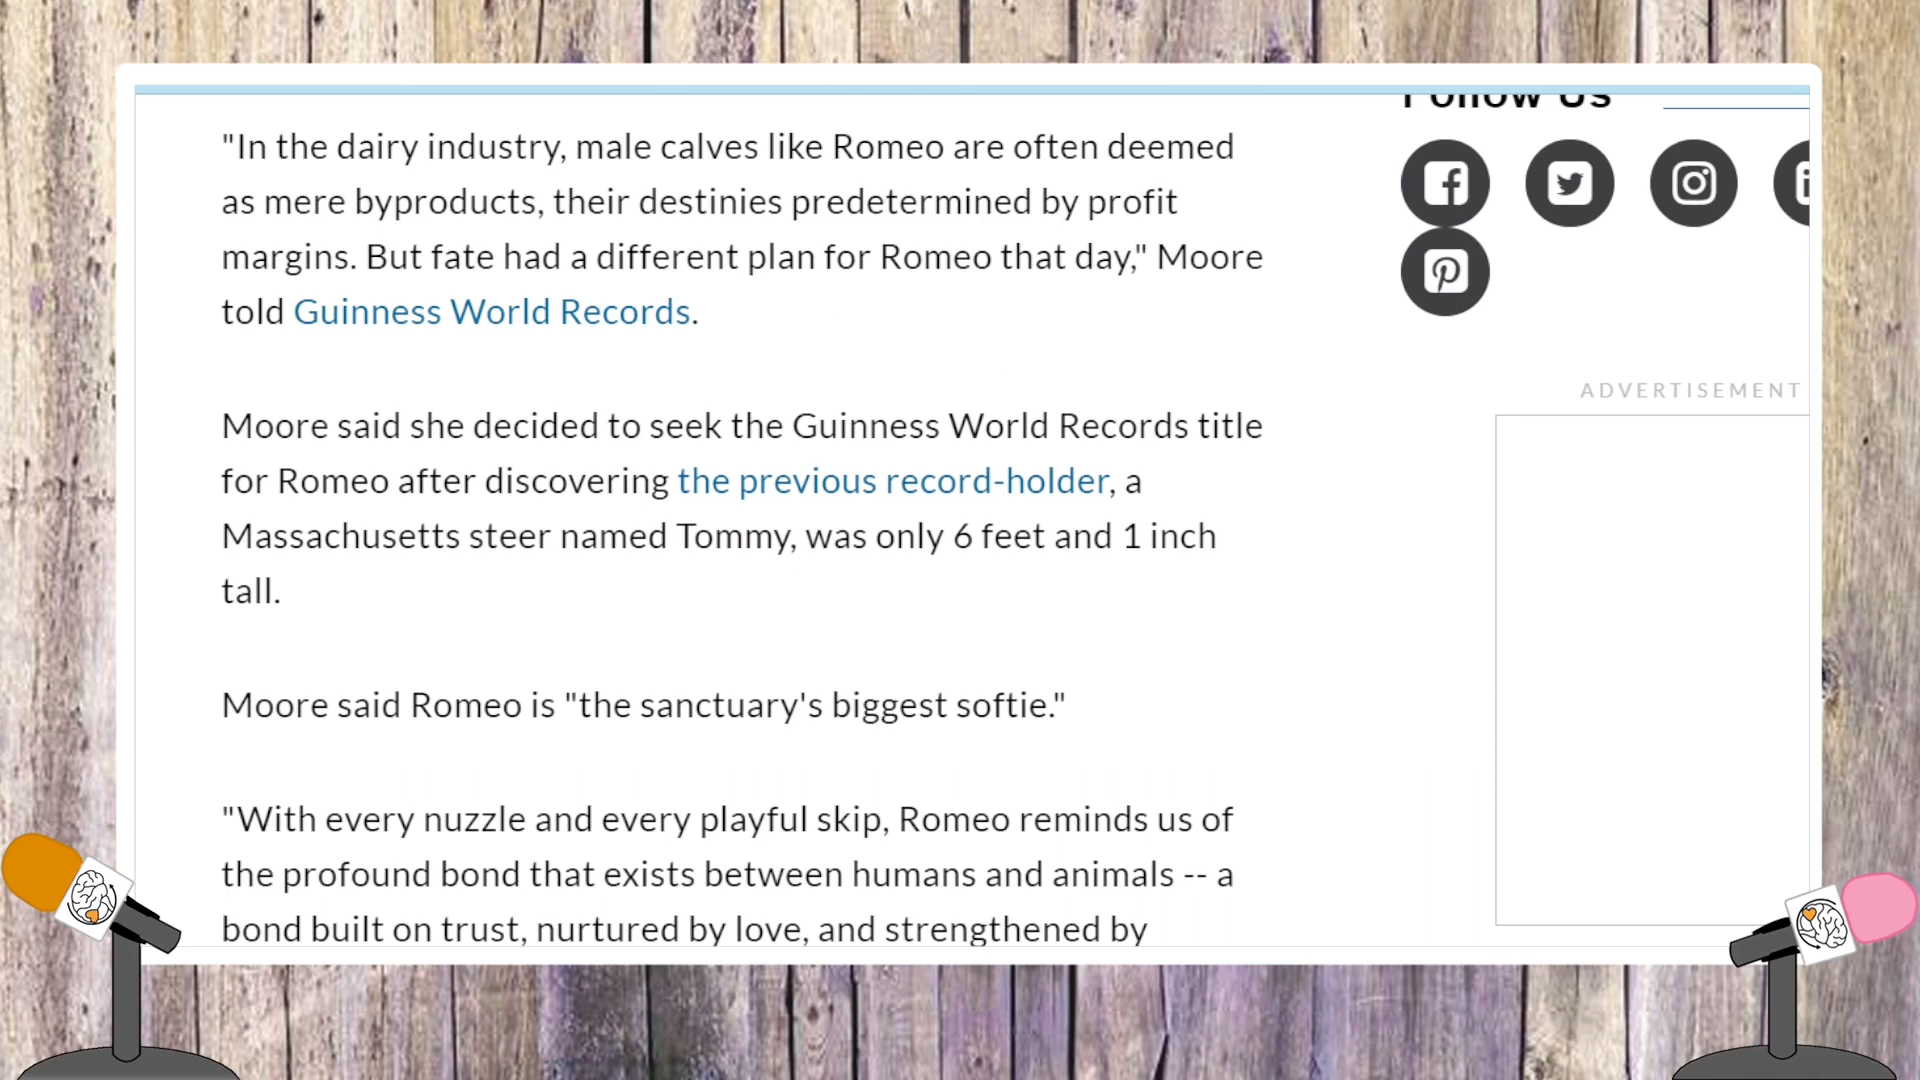 Follow Us
"In the dairy industry, male calves like Romeo are often deemed
as mere byproducts, their destinies predetermined by profit
margins. But fate had a different plan for Romeo that day," Moore
told Guinness World Records.
ADVERTISEMENT
Moore said she decided to seek the Guinness World Records title
for Romeo after discovering the previous record-holder, a
Massachusetts steer named Tommy, was only 6 feet and 1 inch
tall.
Moore said Romeo is "the sanctuary's biggest softie."
"With every nuzzle and every playful skip, Romeo reminds us of
the profound bond that exists between humans and animals -- a
bond built on trust, nurtured by love, and strengthened by